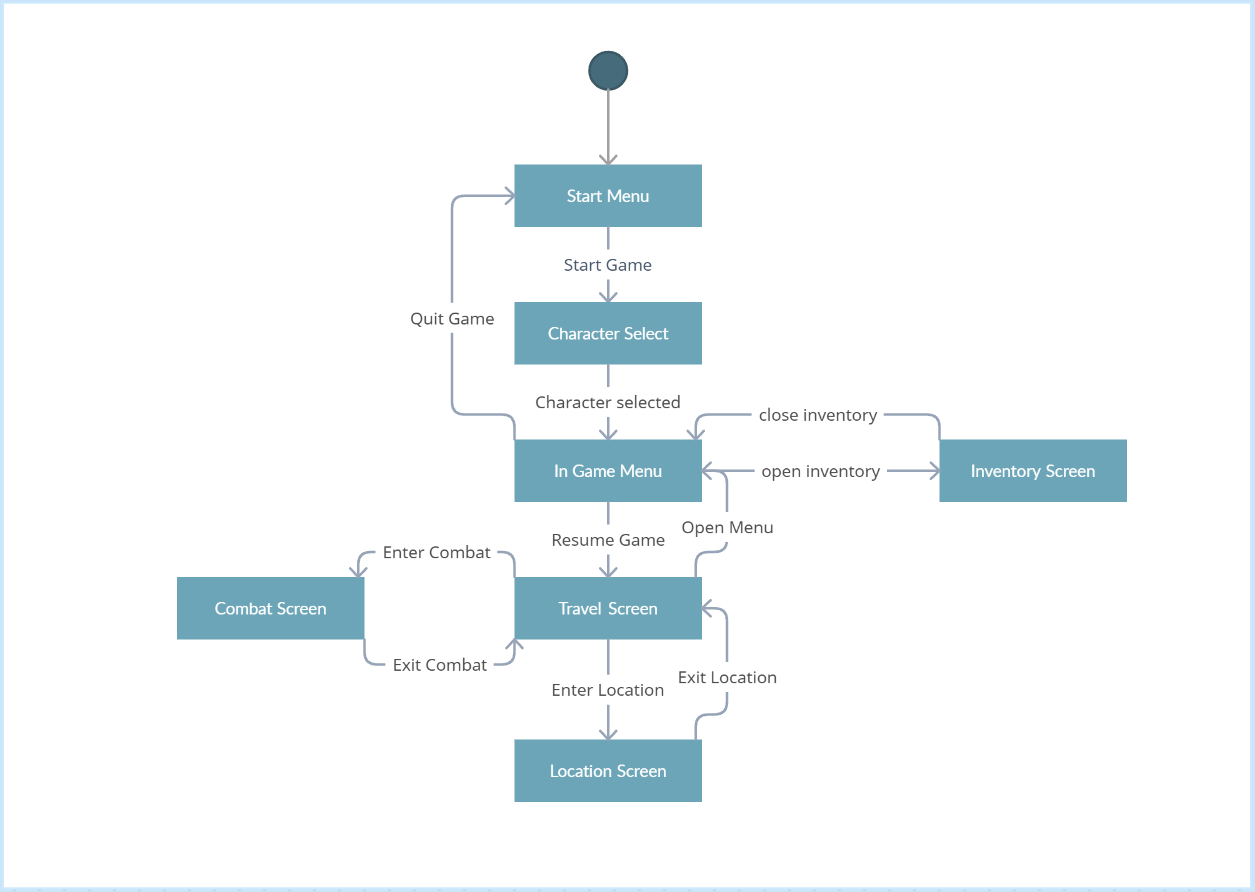 Start Menu
Start Game
Quit Game
Character Select
Character selected
close inventory
In Game Menu
open inventory
Inventory Screen
Open Menu
Resume Game
Enter Combat
Combat Screen
Travel Screen
Exit Combat
Exit Location
Enter Location
Location Screen